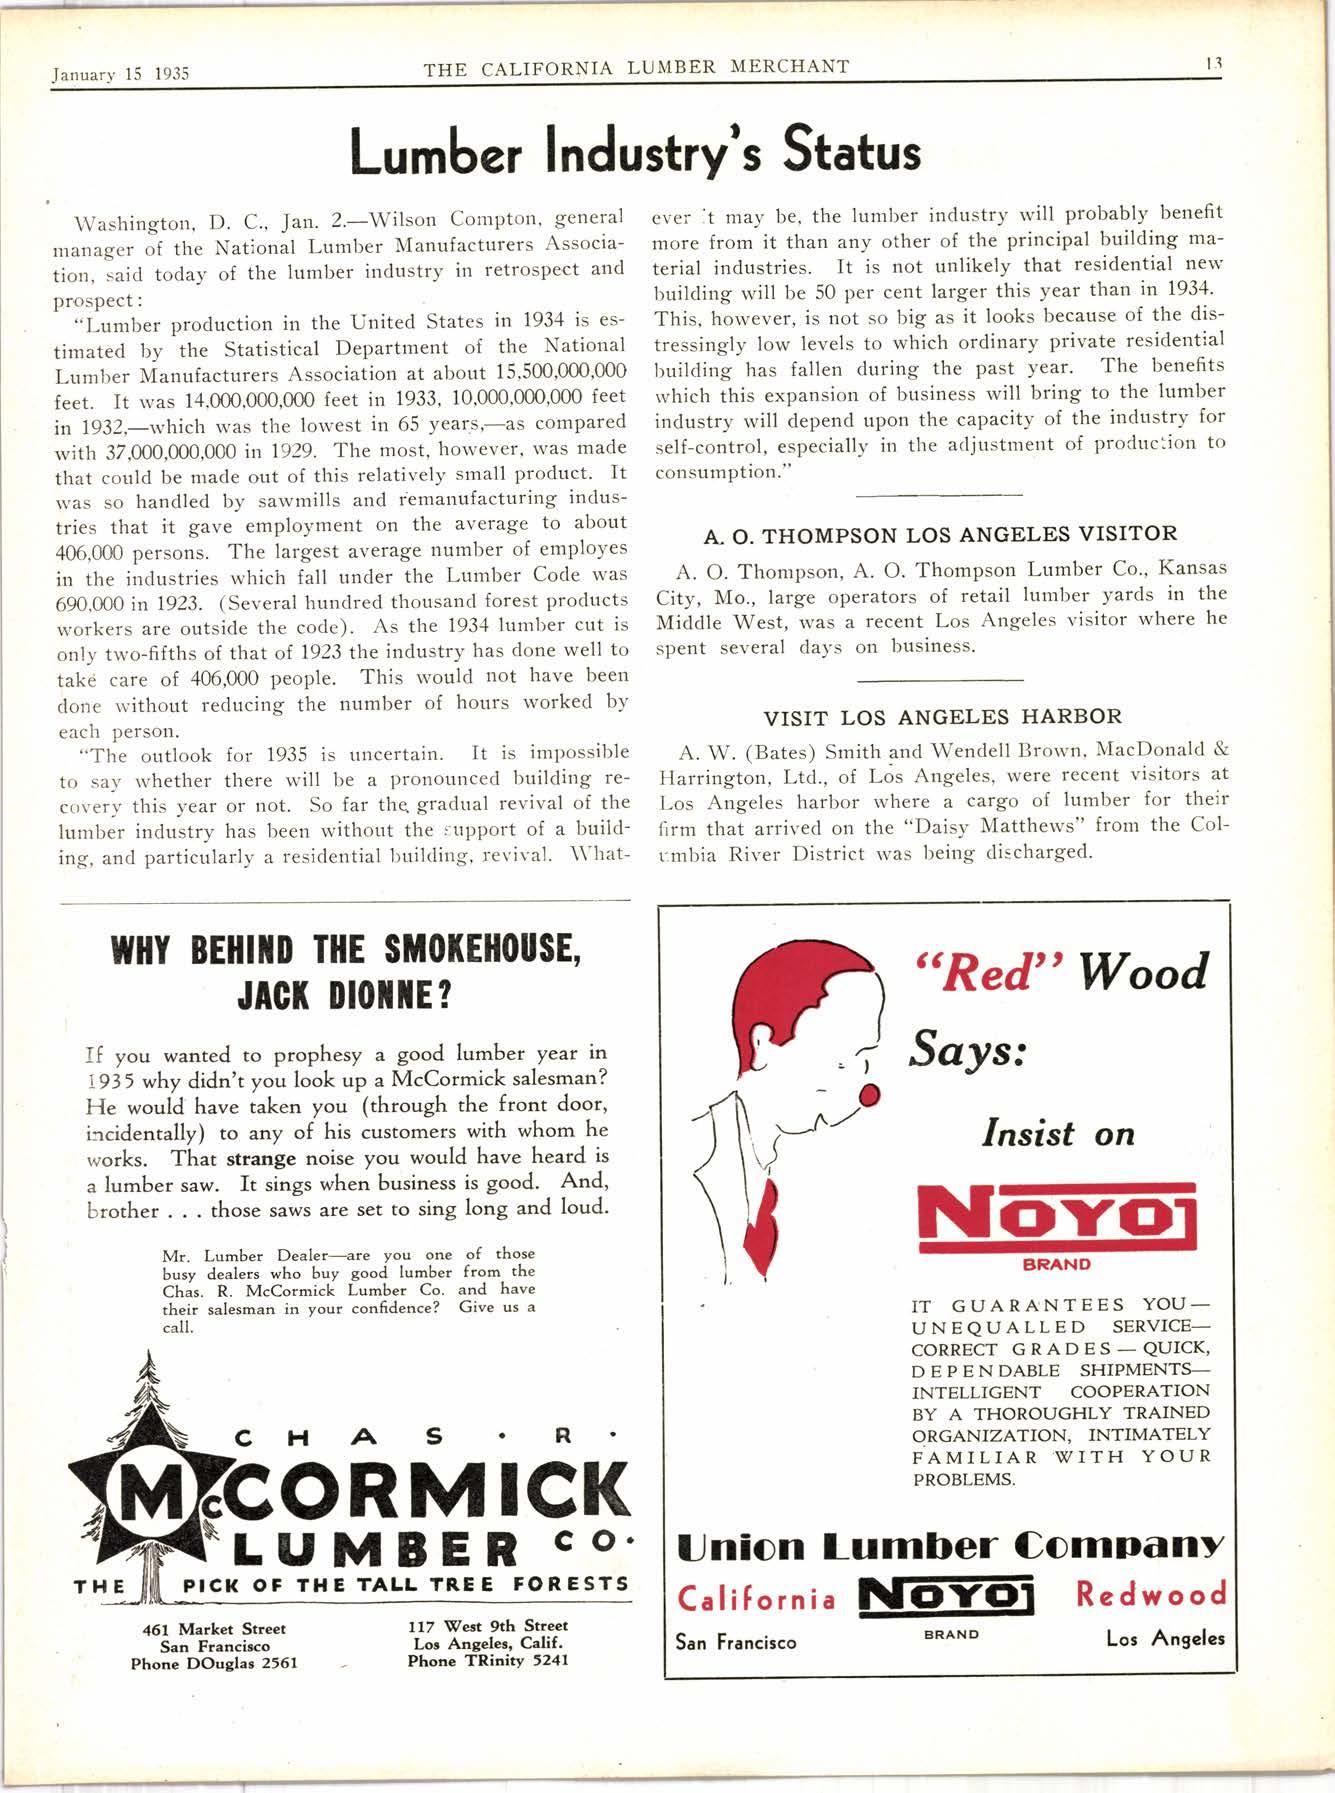 January 15 1935
THE CALIFORNIA LUMBER MERCHANT
13
Lumber Industry's Status
Washington, D. C., Jan. 2.—Wilson Compton, general
manager of the National Lumber Manufacturers Associa-
tion, said today of the lumber industry in retrospect and
prospect:
"Lumber production in the United States in 1934 is es-
timated by the Statistical Department of the National
Lumber Manufacturers Association at about 15,500,000,000
feet. It was 14,000,000,000 feet in 1933, 10,000,000,000 feet
in 1932,—which was the lowest in 65 years,—as compared
with 37,000,000,000 in 1929. The most, however, was made
that could be made out of this relatively small product. It
was so handled by sawmills and remanufacturing indus-
tries that it gave employment on the average to about
406,000 persons. The largest average number of employes
in the industries which fall under the Lumber Code was
690,000 in 1923. (Several hundred thousand forest products
workers are outside the code). As the 1934 lumber cut is
only two-fifths of that of 1923 the industry has done well to
take care of 406,000 people. This would not have been
done without reducing the number of hours worked by
each person.
"The outlook for 1935 is uncertain. It is impossible
to say whether there will be a pronounced building re-
covery this year or not. So far the gradual revival of the
lumber industry has been without the support of a build-
ing, and particularly a residential building, revival. What-
ever it may be, the lumber industry will probably benefit
more from it than any other of the principal building ma-
terial industries. It is not unlikely that residential new
building will be 50 per cent larger this year than in 1934.
This, however, is not so big as it looks because of the dis-
tressingly low levels to which ordinary private residential
building has fallen during the past year. The benefits
which this expansion of business will bring to the lumber
industry will depend upon the capacity of the industry for
self-control, especially in the adjustment of production to
consumption."
A. O. THOMPSON LOS ANGELES VISITOR
A. O. Thompson, A. O. Thompson Lumber Co., Kansas
City, Mo., large operators of retail lumber yards in the
Middle West, was a recent Los Angeles visitor where he
spent several days on business.
VISIT LOS ANGELES HARBOR
A. W. (Bates) Smith and Wendell Brown, MacDonald &
Harrington, Ltd., of Los Angeles, were recent visitors at
Los Angeles harbor where a cargo of lumber for their
firm that arrived on the "Daisy Matthews" from the Col-
umbia River District was being discharged.
WHY BEHIND THE SMOKEHOUSE,
JACK DIONNE?
If you wanted to prophesy a good lumber year in
1935 why didn't you look up a McCormick salesman?
He would have taken you (through the front door,
incidentally) to any of his customers with whom he
works. That strange noise you would have heard is
a lumber saw. It sings when business is good. And,
brother . . . those saws are set to sing long and loud.
Mr. Lumber Dealer—are you one of those
busy dealers who buy good lumber from the
Chas. R. McCormick Lumber Co. and have
their salesman in your confidence? Give us a
call.
CHAS. R.
McCORMICK
LUMBER CO.
THE PICK OF THE TALL TREE FORESTS
461 Market Street
San Francisco
Phone DOuglas 2561
117 West 9th Street
Los Angeles, Calif.
Phone TRinity 5241
"Red" Wood
Says:
Insist on
NOYO
BRAND
IT GUARANTEES YOU—
UNEQUALLED SERVICE—
CORRECT GRADES — QUICK,
DEPENDABLE SHIPMENTS—
INTELLIGENT COOPERATION
BY A THOROUGHLY TRAINED
ORGANIZATION, INTIMATELY
FAMILIAR WITH YOUR
PROBLEMS.
Union Lumber Company
California NOYO Redwood
San Francisco BRAND Los Angeles